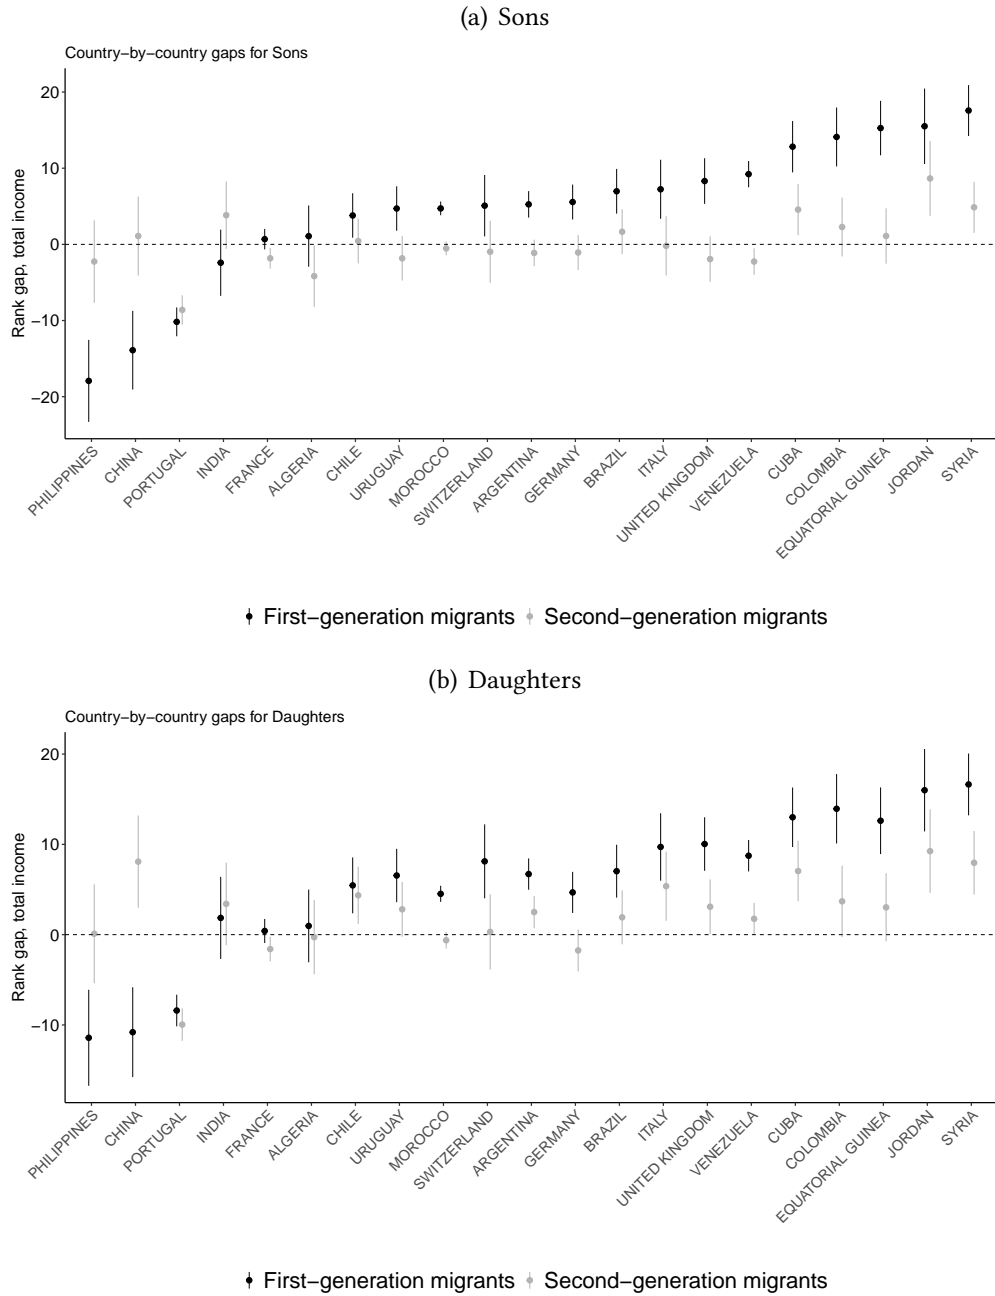 (a) Sons
Country−by−country gaps for Sons
Rank gap, total income
20
10
0
−10
−20
PHILIPPINES
CHINA
PORTUGAL
INDIA
FRANCE
ALGERIA
CHILE
URUGUAY
MOROCCO
SWITZERLAND
ARGENTINA
GERMANY
BRAZIL
ITALY
UNITED KINGDOM
VENEZUELA
CUBA
COLOMBIA
EQUATORIAL GUINEA
JORDAN
SYRIA
First−generation migrants Second−generation migrants
(b) Daughters
Country−by−country gaps for Daughters
Rank gap, total income
20
10
0
−10
PHILIPPINES
CHINA
PORTUGAL
INDIA
FRANCE
ALGERIA
CHILE
URUGUAY
MOROCCO
SWITZERLAND
ARGENTINA
GERMANY
BRAZIL
ITALY
UNITED KINGDOM
VENEZUELA
CUBA
COLOMBIA
EQUATORIAL GUINEA
JORDAN
SYRIA
First−generation migrants Second−generation migrants